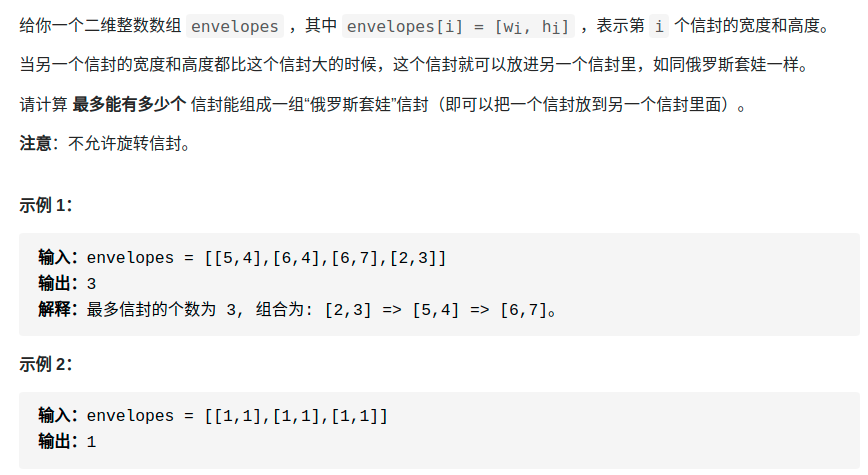 给你一个二维整数数组 envelopes ，其中 envelopes[i] = [wi, hi] ，表示第 i 个信封的宽度和高度。
当另一个信封的宽度和高度都比这个信封大的时候，这个信封就可以放进另一个信封里，如同俄罗斯套娃一样。
请计算 最多能有多少个 信封能组成一组“俄罗斯套娃”信封（即可以把一个信封放到另一个信封里面）。
注意：不允许旋转信封。
示例 1：
输入：envelopes = [[5,4],[6,4],[6,7],[2,3]]
输出：3
解释：最多信封的个数为 3, 组合为: [2,3] => [5,4] => [6,7]。
示例 2：
输入：envelopes = [[1,1],[1,1],[1,1]]
输出：1